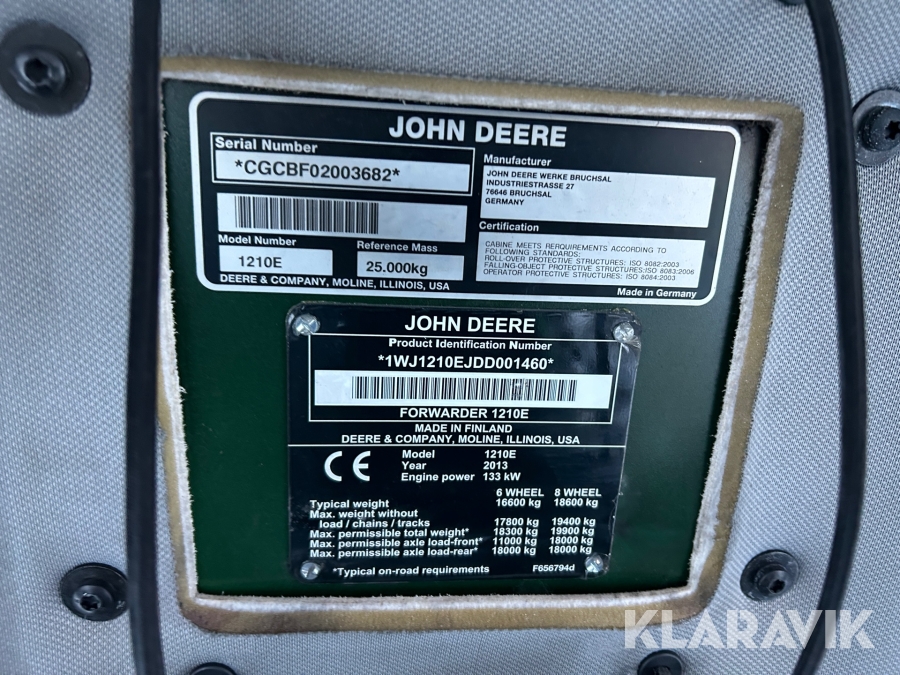 JOHN DEERE
Serial Number
*CGCBF02003682*
Manufacturer
JOHN DEERE WERKE BRUCHSAL
INDUSTRIESTRASSE 27
76646 BRUCHSAL
GERMANY
Model Number
1210E
Reference Mass
25.000kg
Certification
CABINE MEETS RERQUIREMENTS ACCORDING TO
FOLLOWING STANDARDS:
ROLL-OVER PROTECTIVE STRUCTURES: ISO 8082:2003
FALLING-OBJECT PROTECTIVE STRUCTURES:ISO 8083:2006
OPERATOR PROTECTIVE STRUCTURES: ISO 8084:2003
DEERE & COMPANY, MOLINE, ILLINOIS, USA
Made in Germany
JOHN DEERE
Product Identification Number
*1WJ1210EJDD001460*
FORWARDER 1210E
MADE IN FINLAND
DEERE & COMPANY, MOLINE, ILLINOIS, USA
CE
Model 1210E
Year 2013
Engine power 133 kW
6 WHEEL 8 WHEEL
Typical weight 16600 kg 18600 kg
Max. weight without
load / chains / tracks 17800 kg 19400 kg
Max. permissible total weight* 18300 kg 19900 kg
Max. permissible axle load-front* 11000 kg 18000 kg
Max. permissible axle load-rear* 18000 kg 18000 kg
*Typical on-road requirements F656794d
KLARAVIK